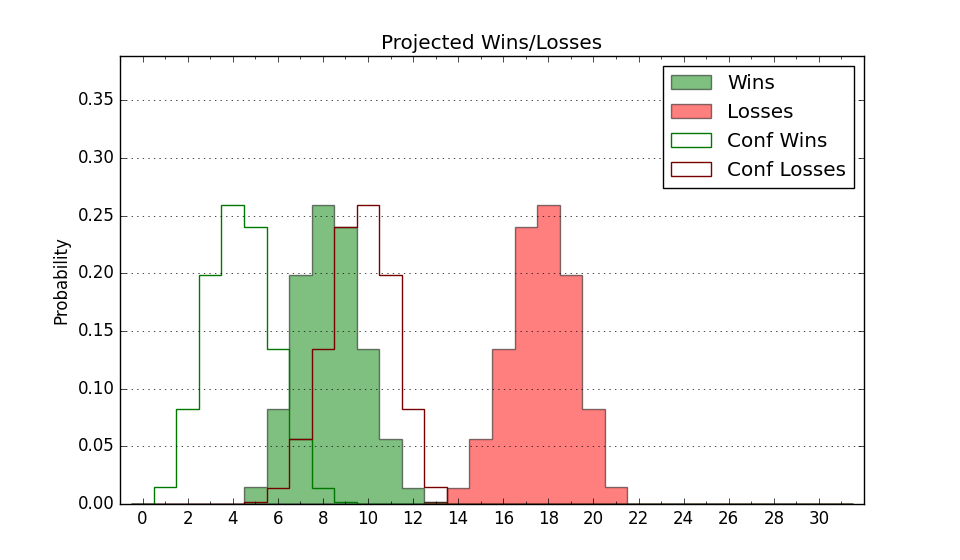 Projected Wins/Losses
Wins
Losses
Conf Wins
Conf Losses
Probability
0.35
0.30
0.25
0.20
0.15
0.10
0.05
0.00
0 2 4 6 8 10 12 14 16 18 20 22 24 26 28 30